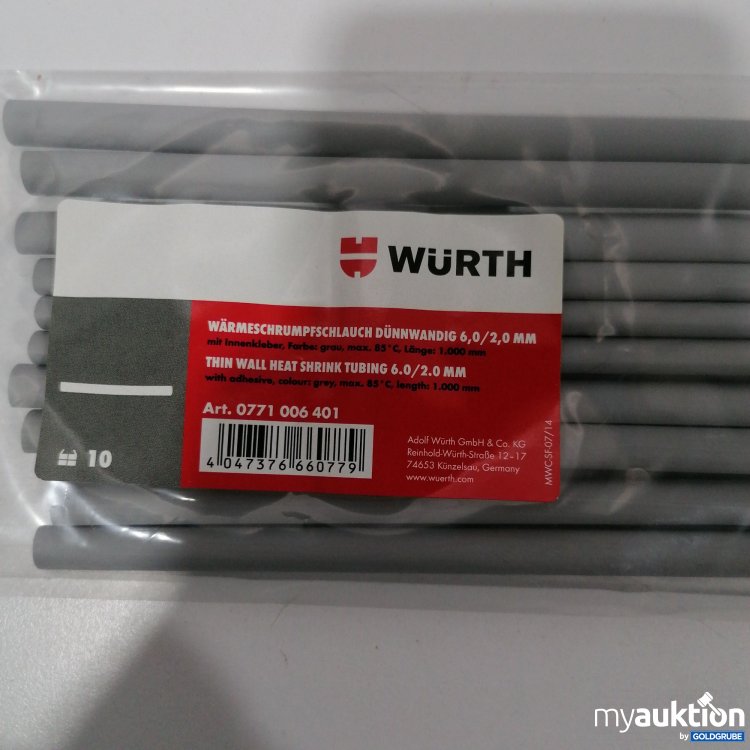 WÜRTH
WÄRMESCHRUMPFSCHLAUCH DÜNNWANDIG 6,0/2,0 MM
mit Innenkleber, Farbe: grau, max. 85°C, Länge: 1.000 mm
THIN WALL HEAT SHRINK TUBING 6.0/2.0 MM
with adhesive, colour: grey, max. 85°C, length: 1.000 mm
Art. 0771 006 401
4 047376 660779
10
Adolf Würth GmbH & Co. KG
Reinhold-Würth-Straße 12–17
74653 Künzelsau, Germany
www.wuerth.com
MWC-SF-07/14
myauktion
by GOLDGRUBE